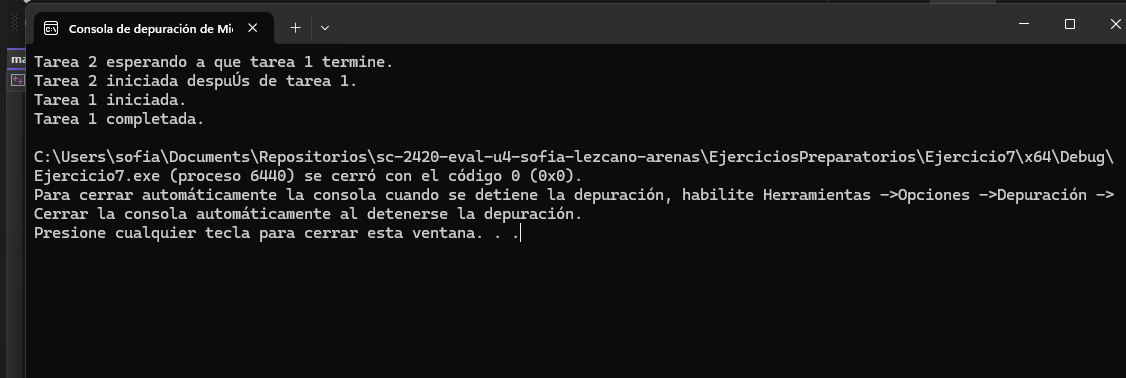 Consola de depuración de Mi
ma
Tarea 2 esperando a que tarea 1 termine.
Tarea 2 iniciada despuÚs de tarea 1.
Tarea 1 iniciada.
Tarea 1 completada.
C:\Users\sofia\Documents\Repositorios\sc-2420-eval-u4-sofia-lezcano-arenas\EjerciciosPreparatorios\Ejercicio7\x64\Debug\
Ejercicio7.exe (proceso 6440) se cerró con el código 0 (0x0).
Para cerrar automáticamente la consola cuando se detiene la depuración, habilite Herramientas ->Opciones ->Depuración ->
Cerrar la consola automáticamente al detenerse la depuración.
Presione cualquier tecla para cerrar esta ventana. . .